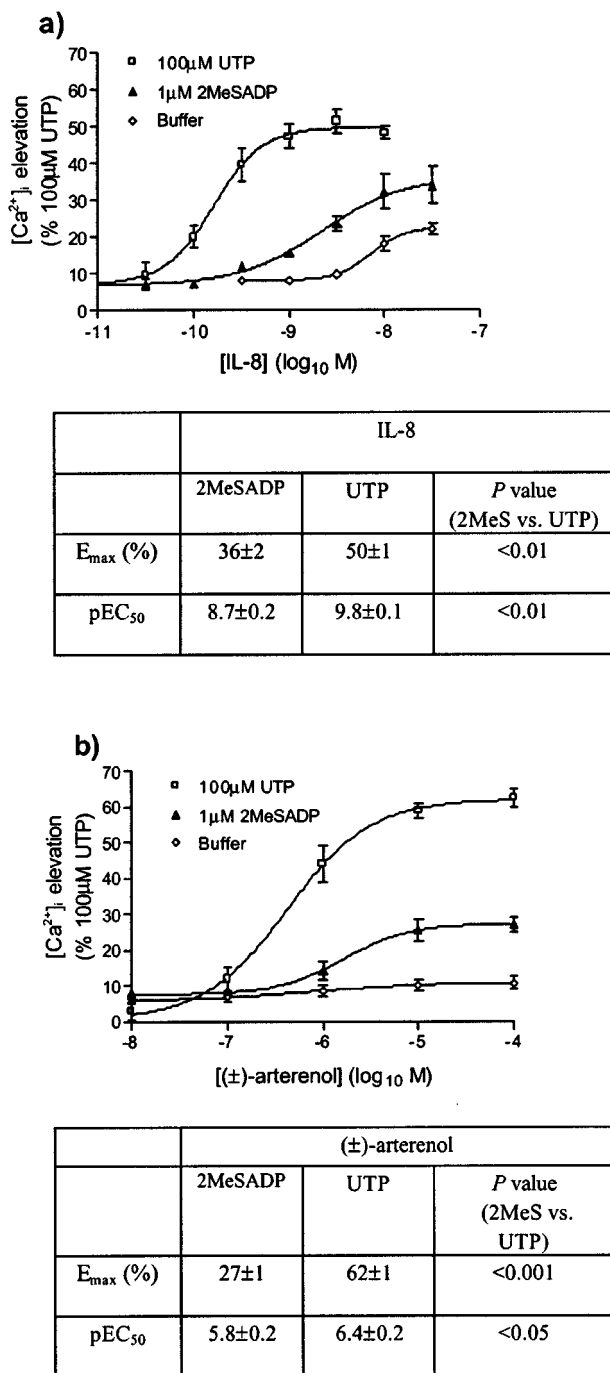 a)
100µM UTP
1µM 2MeSADP
Buffer
[Ca²⁺]ᵢ elevation
(% 100µM UTP)
70
60
50
40
30
20
10
0
-11 -10 -9 -8 -7
[IL-8] (log₁₀ M)
IL-8
2MeSADP UTP P value
(2MeS vs. UTP)
Eₘₐₓ (%) 36±2 50±1 <0.01
pEC₅₀ 8.7±0.2 9.8±0.1 <0.01
b)
100µM UTP
1µM 2MeSADP
Buffer
[Ca²⁺]ᵢ elevation
(% 100µM UTP)
70
60
50
40
30
20
10
0
-8 -7 -6 -5 -4
[(±)-arterenol] (log₁₀ M)
(±)-arterenol
2MeSADP UTP P value
(2MeS vs.
UTP)
Eₘₐₓ (%) 27±1 62±1 <0.001
pEC₅₀ 5.8±0.2 6.4±0.2 <0.05